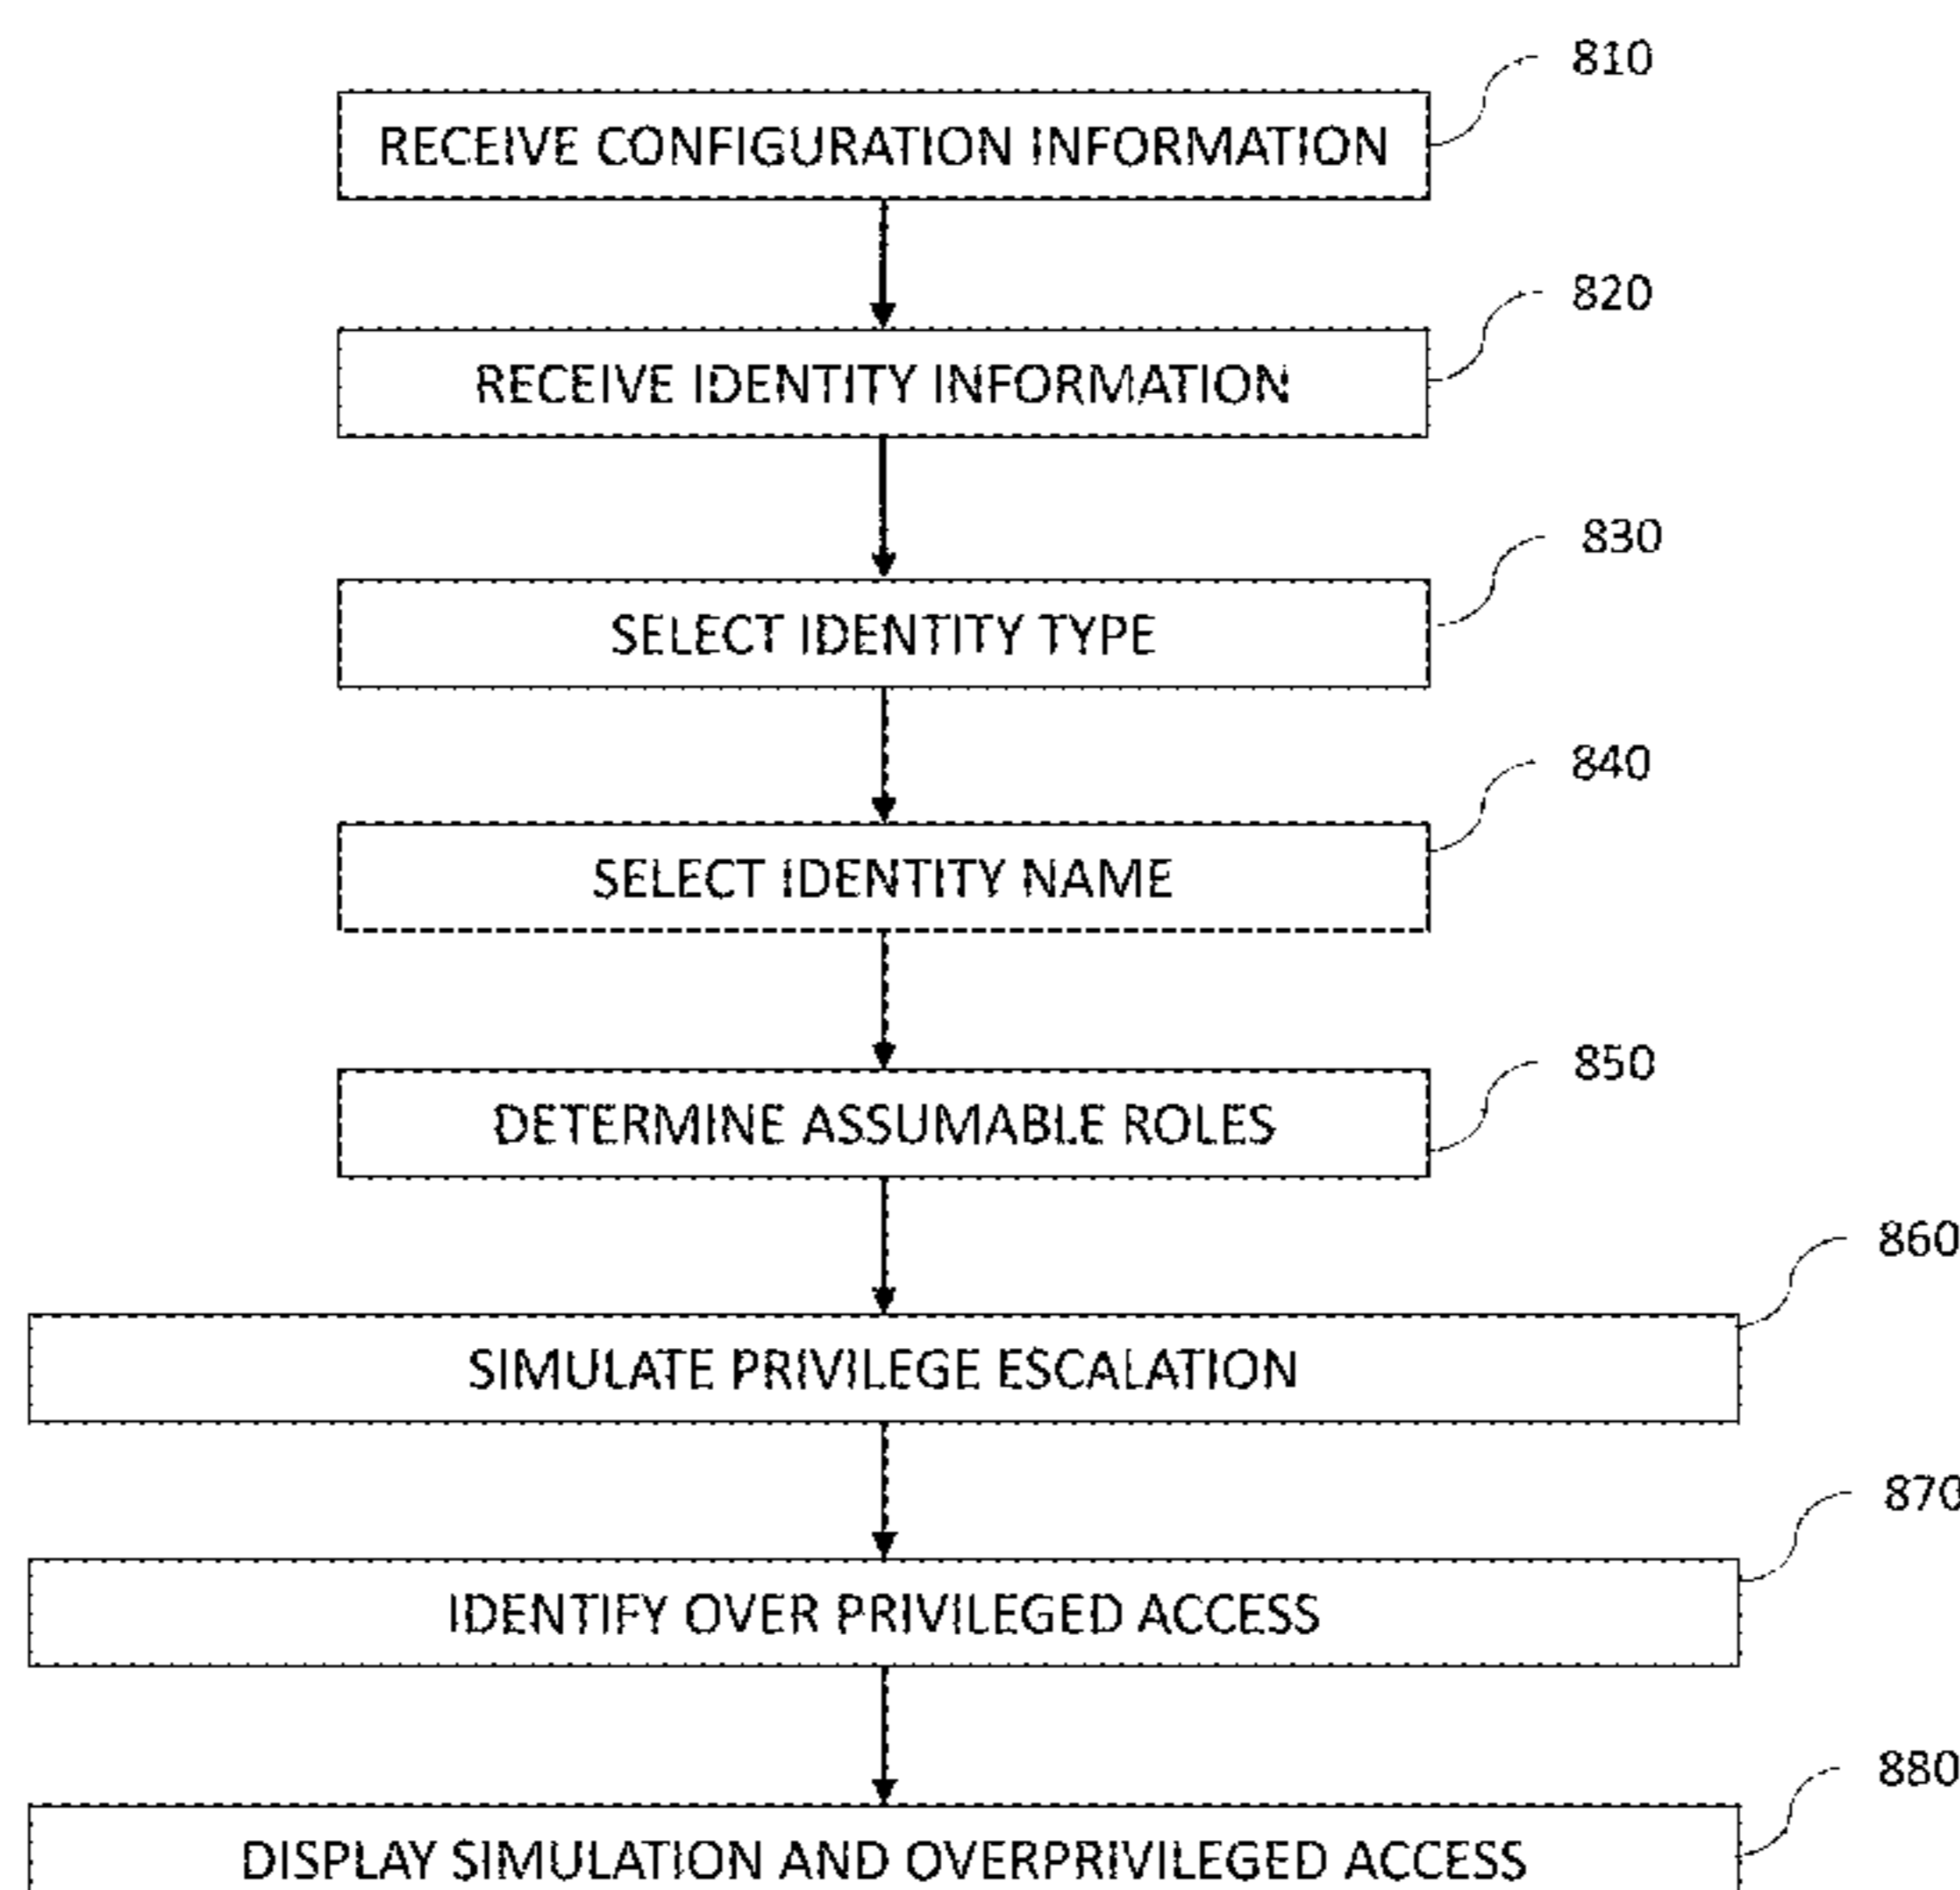 810
RECEIVE CONFIGURATION INFORMATION
820
RECEIVE IDENTITY INFORMATION
830
SELECT IDENTITY TYPE
840
SELECT IDENTITY NAME
850
DETERMINE ASSUMABLE ROLES
860
SIMULATE PRIVILEGE ESCALATION
870
IDENTIFY OVER PRIVILEGED ACCESS
880
DISPLAY SIMULATION AND OVERPRIVILEGED ACCESS